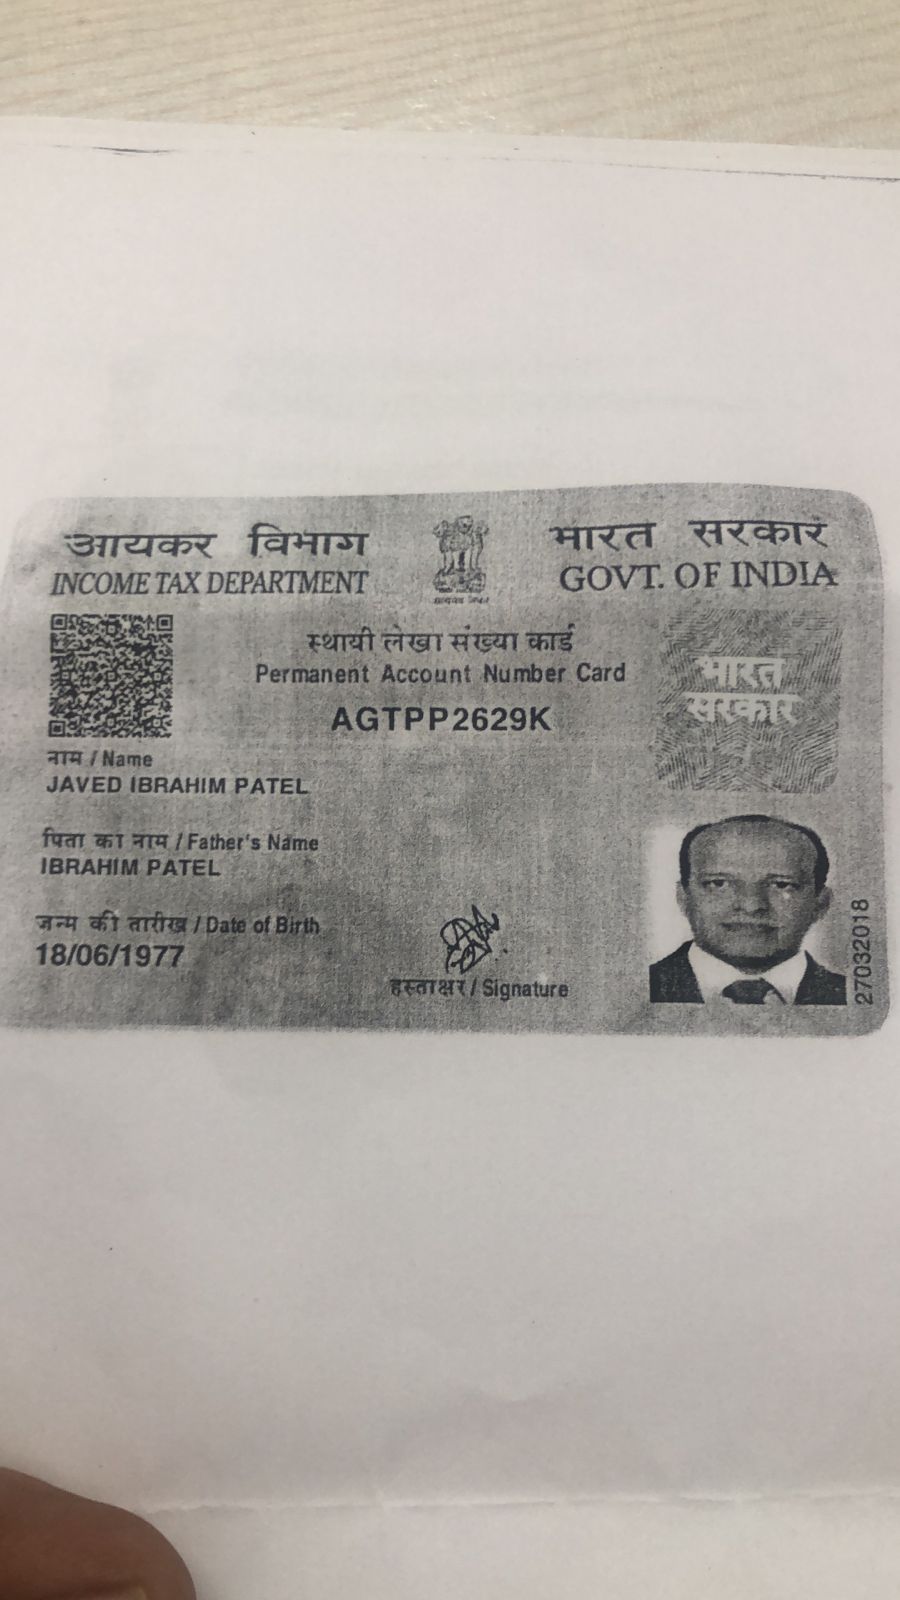 आयकर विभाग
INCOME TAX DEPARTMENT
भारत सरकार
GOVT. OF INDIA
स्थायी लेखा संख्या कार्ड
Permanent Account Number Card
AGTPP2629K
भारत
सरकार
नाम / Name
JAVED IBRAHIM PATEL
पिता का नाम / Father's Name
IBRAHIM PATEL
जन्म की तारीख / Date of Birth
18/06/1977
हस्ताक्षर / Signature
27032018